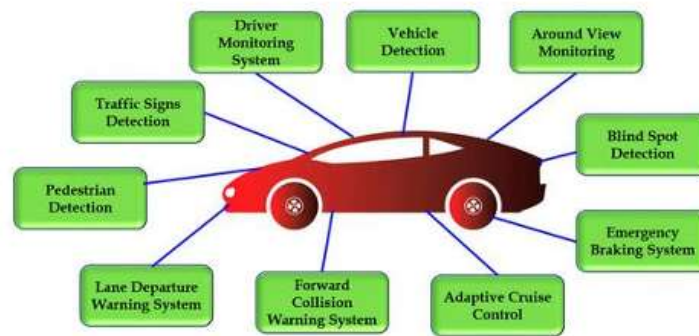 Driver
Monitoring
System
Vehicle
Detection
Around View
Monitoring
Traffic Signs
Detection
Blind Spot
Detection
Pedestrian
Detection
Emergency
Braking System
Lane Departure
Warning System
Forward
Collision
Warning System
Adaptive Cruise
Control